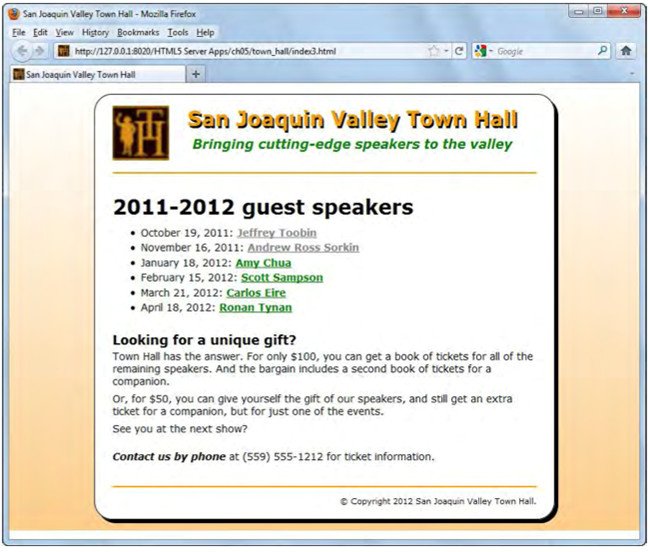 San Joaquin Valley Town Hall - Mozilla Firefox
File Edit View History Bookmarks Tools Help
http://127.0.0.1:8020/HTML5 Server Apps/ch05/town_hall/index3.html
Google
San Joaquin Valley Town Hall
TH
San Joaquin Valley Town Hall
Bringing cutting-edge speakers to the valley
2011-2012 guest speakers
• October 19, 2011: Jeffrey Toobin
• November 16, 2011: Andrew Ross Sorkin
• January 18, 2012: Amy Chua
• February 15, 2012: Scott Sampson
• March 21, 2012: Carlos Eire
• April 18, 2012: Ronan Tynan
Looking for a unique gift?
Town Hall has the answer. For only $100, you can get a book of tickets for all of the
remaining speakers. And the bargain includes a second book of tickets for a
companion.
Or, for $50, you can give yourself the gift of our speakers, and still get an extra
ticket for a companion, but for just one of the events.
See you at the next show?
Contact us by phone at (559) 555-1212 for ticket information.
© Copyright 2012 San Joaquin Valley Town Hall.